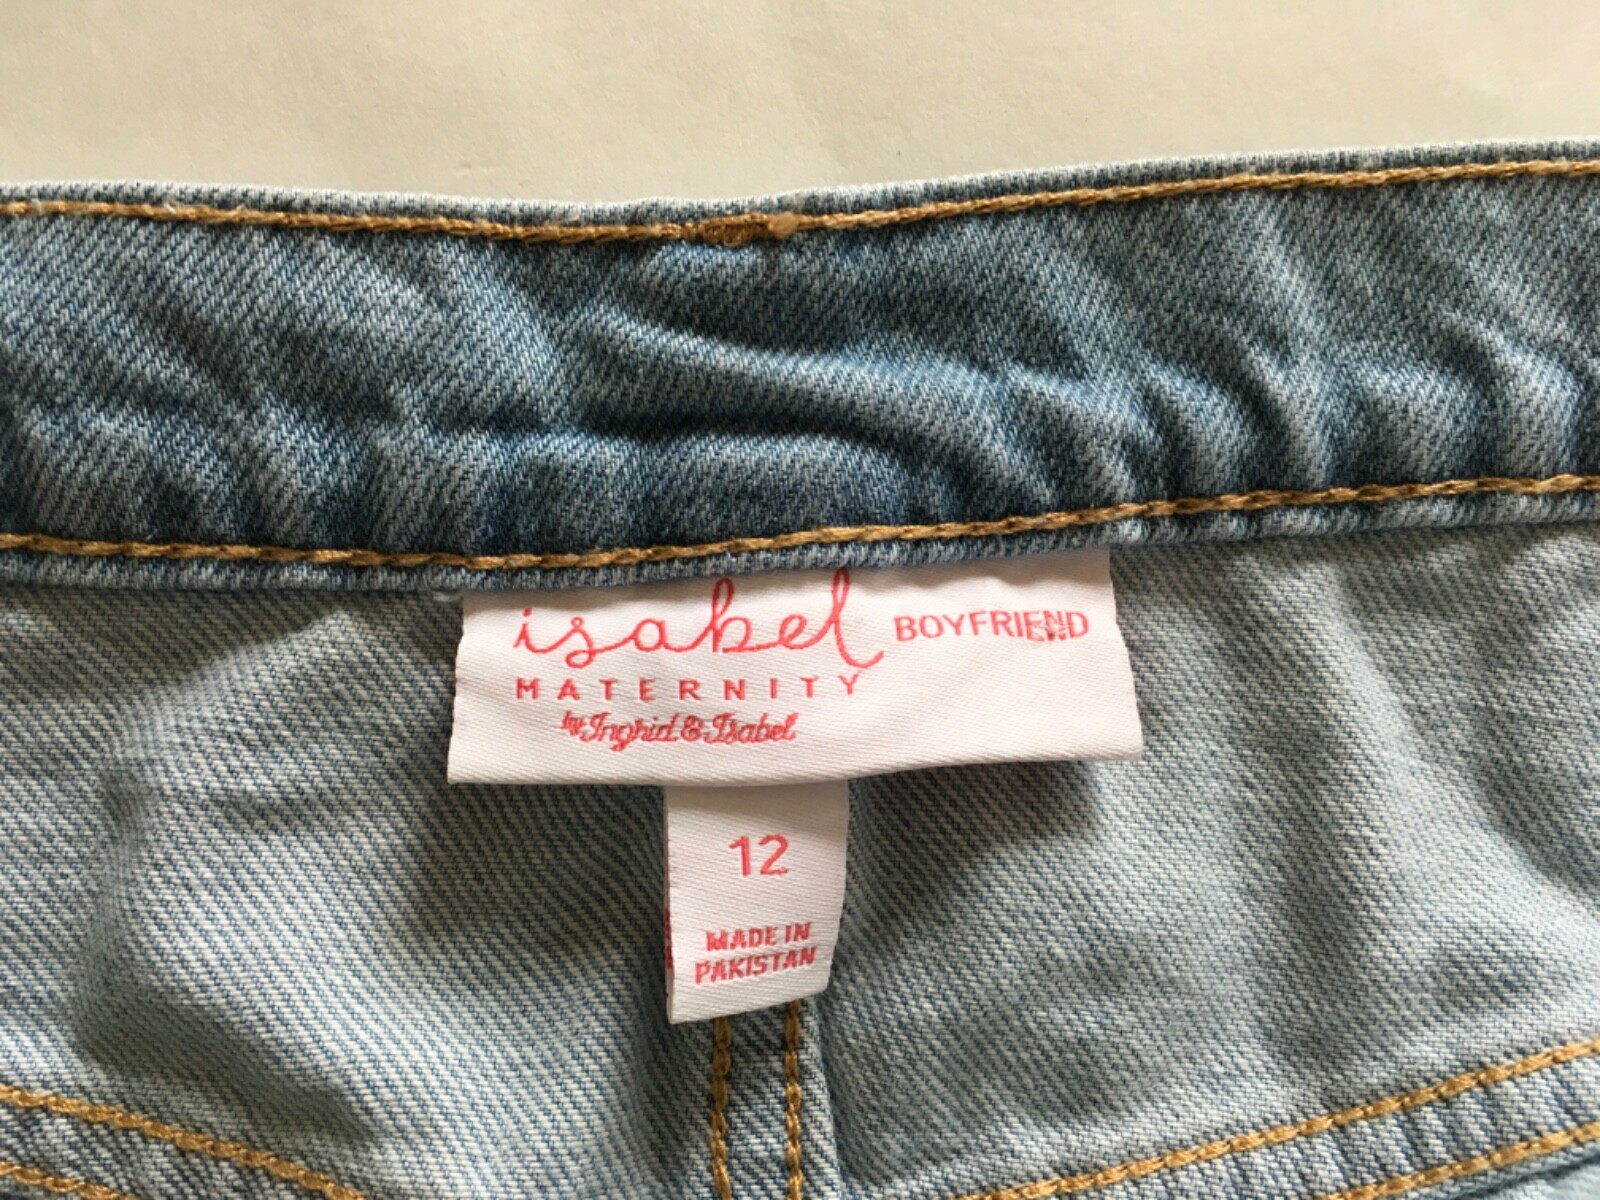 isabel BOYFRIEND
MATERNITY
by Ingrid & Isabel
12
MADE IN
PAKISTAN